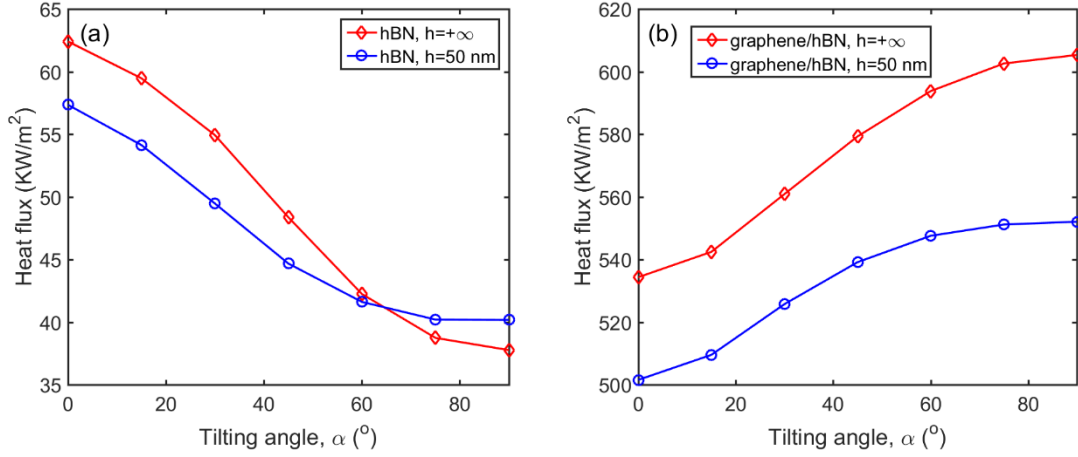 (a)
hBN, h=+∞
hBN, h=50 nm
65
60
55
50
45
40
35
Heat flux (KW/m²)
0
20
40
60
80
Tilting angle, α (°)
(b)
graphene/hBN, h=+∞
graphene/hBN, h=50 nm
620
600
580
560
540
520
500
Heat flux (KW/m²)
0
20
40
60
80
Tilting angle, α (°)